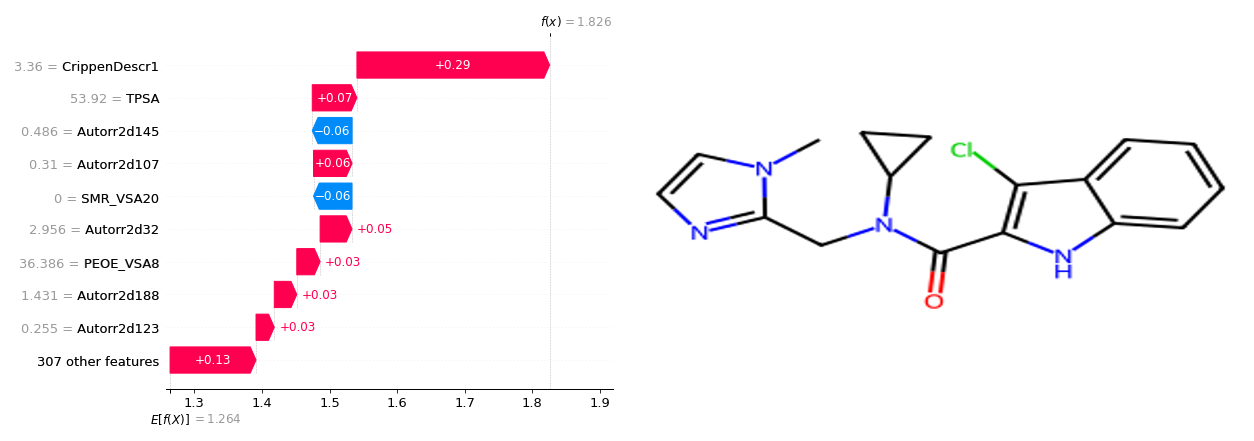 f(x) = 1.826
3.36 = CrippenDescr1
+0.29
53.92 = TPSA
+0.07
0.486 = Autorr2d145
−0.06
0.31 = Autorr2d107
+0.06
0 = SMR_VSA20
−0.06
2.956 = Autorr2d32
+0.05
36.386 = PEOE_VSA8
+0.03
1.431 = Autorr2d188
+0.03
0.255 = Autorr2d123
+0.03
307 other features
+0.13
1.3 1.4 1.5 1.6 1.7 1.8 1.9
E[f(X)] = 1.264
Cl
N
N
N
N
H
O